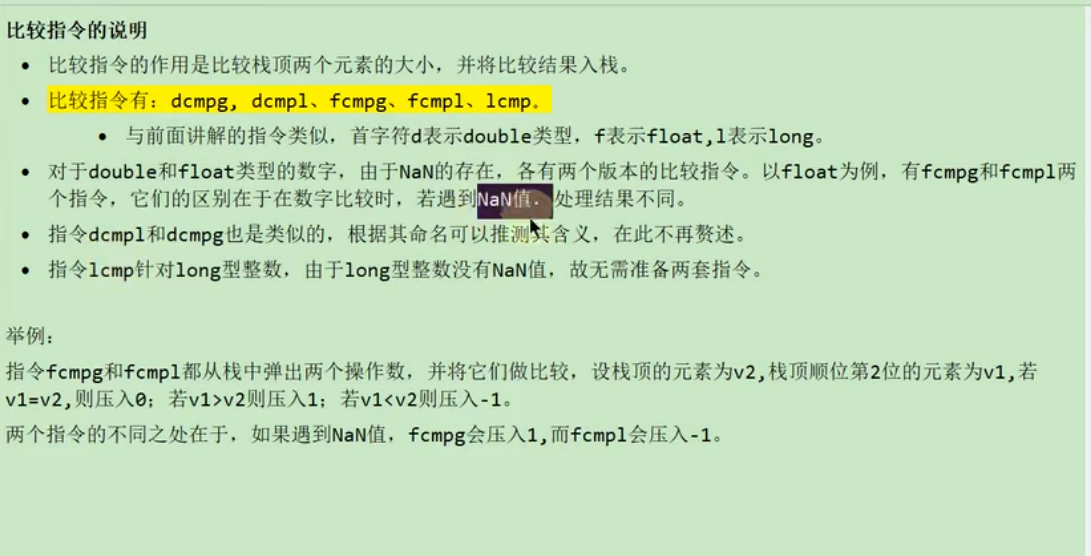 比较指令的说明
• 比较指令的作用是比较栈顶两个元素的大小，并将比较结果入栈。
• 比较指令有：dcmpg, dcmpl、fcmpg、fcmpl、lcmp。
• 与前面讲解的指令类似，首字符d表示double类型，f表示float,l表示long。
• 对于double和float类型的数字，由于NaN的存在，各有两个版本的比较指令。以float为例，有fcmpg和fcmpl两
个指令，它们的区别在于在数字比较时，若遇到NaN值，处理结果不同。
• 指令dcmpl和dcmpg也是类似的，根据其命名可以推测其含义，在此不再赘述。
• 指令lcmp针对long型整数，由于long型整数没有NaN值，故无需准备两套指令。
举例：
指令fcmpg和fcmpl都从栈中弹出两个操作数，并将它们做比较，设栈顶的元素为v2,栈顶顺位第2位的元素为v1,若
v1=v2,则压入0；若v1>v2则压入1；若v1<v2则压入-1。
两个指令的不同之处在于，如果遇到NaN值，fcmpg会压入1,而fcmpl会压入-1。